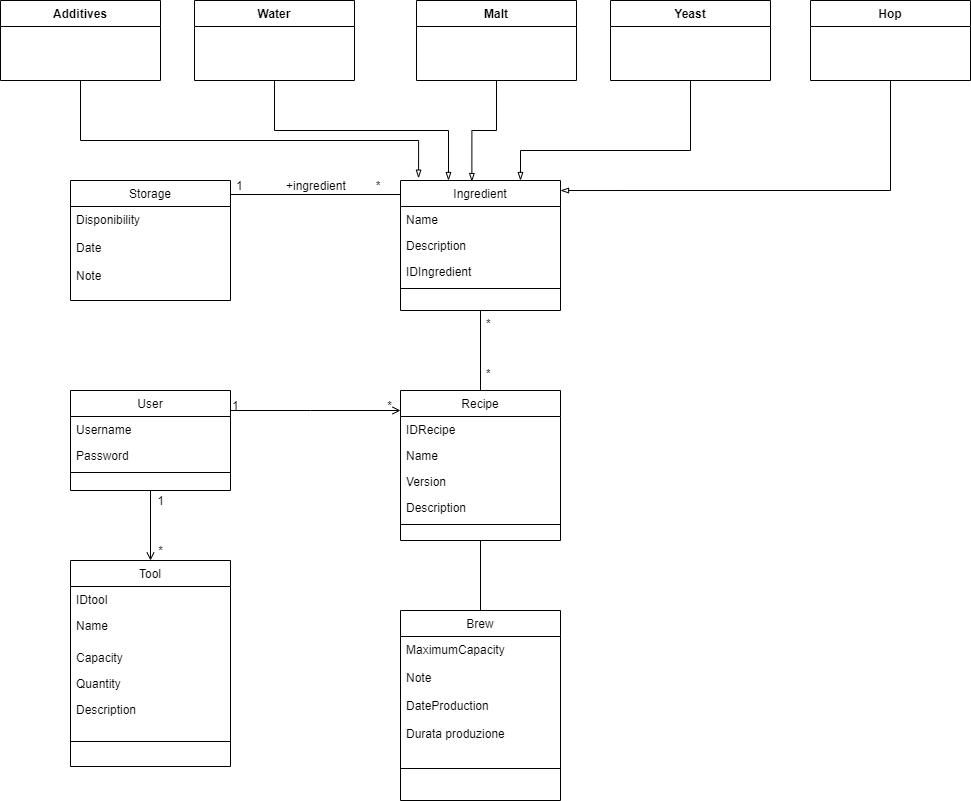 Additives
Water
Malt
Yeast
Hop
Storage
Disponibility
Date
Note
1
+ingredient
*
Ingredient
Name
Description
IDIngredient
*
*
User
Username
Password
1
*
Recipe
IDRecipe
Name
Version
Description
1
*
Tool
IDtool
Name
Capacity
Quantity
Description
Brew
MaximumCapacity
Note
DateProduction
Durata produzione